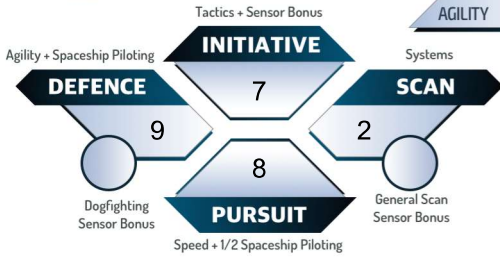 Tactics + Sensor Bonus
AGILITY
INITIATIVE
7
Agility + Spaceship Piloting
DEFENCE
9
Systems
SCAN
2
Dogfighting
Sensor Bonus
General Scan
Sensor Bonus
8
PURSUIT
Speed + 1/2 Spaceship Piloting